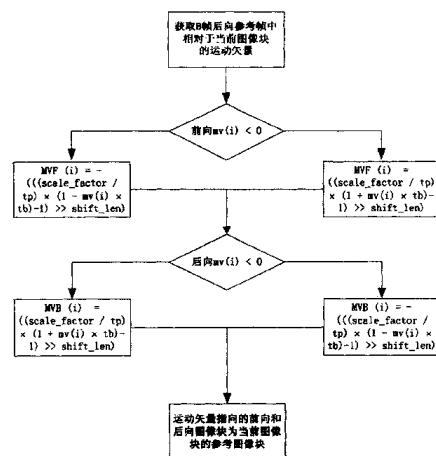 获取B帧后向参考帧中
相对于当前图像块
的运动矢量
前向mv(i) < 0
MVF (i) = -
(((scale_factor /
tp) × (1 - mv(i) ×
tb)-1) >> shift_len)
MVF (i) =
((scale_factor / tp)
× (1 + mv(i) × tb)-
1) >> shift_len)
后向mv(i) < 0
MVB (i) =
((scale_factor / tp)
× (1 + mv(i) × tb)-
1) >> shift_len)
MVB (i) = -
(((scale_factor /
tp) × (1 - mv(i) ×
tb)-1) >> shift_len)
运动矢量指向的前向和
后向图像块为当前图像
块的参考图像块